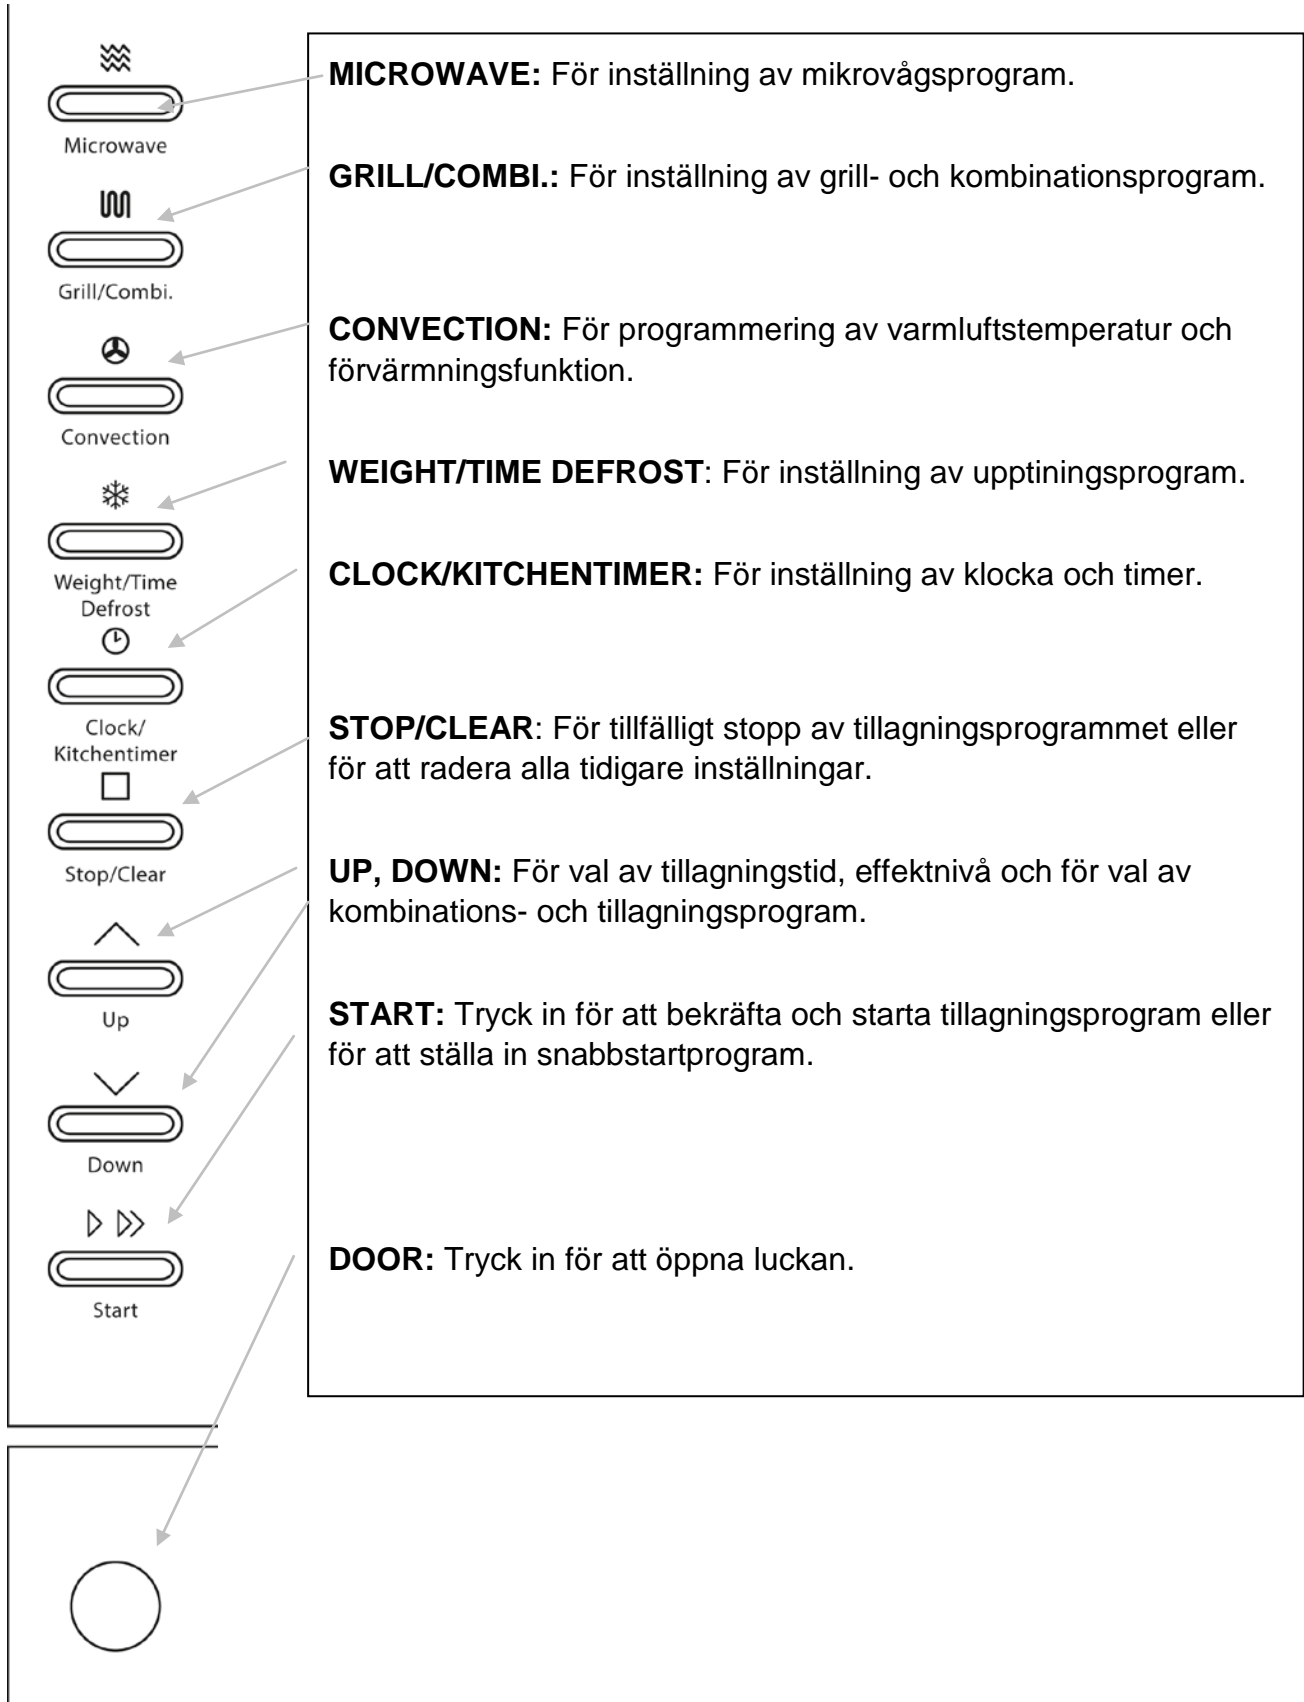 Microwave
Grill/Combi.
Convection
Weight/Time
Defrost
Clock/
Kitchentimer
Stop/Clear
Up
Down
Start
MICROWAVE: För inställning av mikrovågsprogram.
GRILL/COMBI.: För inställning av grill- och kombinationsprogram.
CONVECTION: För programmering av varmluftstemperatur och
förvärmningsfunktion.
WEIGHT/TIME DEFROST: För inställning av upptiningsprogram.
CLOCK/KITCHENTIMER: För inställning av klocka och timer.
STOP/CLEAR: För tillfälligt stopp av tillagningsprogrammet eller
för att radera alla tidigare inställningar.
UP, DOWN: För val av tillagningstid, effektnivå och för val av
kombinations- och tillagningsprogram.
START: Tryck in för att bekräfta och starta tillagningsprogram eller
för att ställa in snabbstartprogram.
DOOR: Tryck in för att öppna luckan.